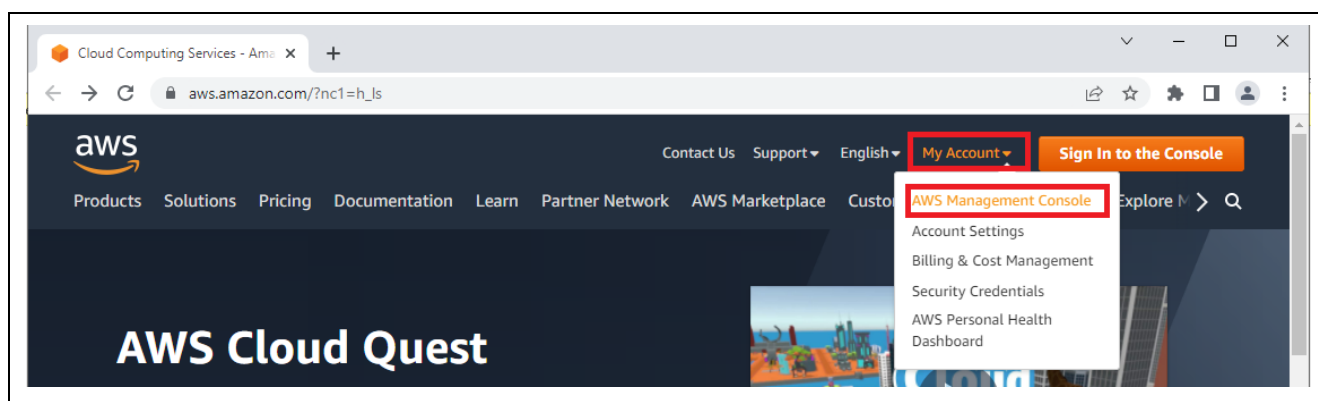 Cloud Computing Services - Ama
aws.amazon.com/?nc1=h_ls
aws
Contact Us Support English My Account Sign In to the Console
Products Solutions Pricing Documentation Learn Partner Network AWS Marketplace Custo Explore M
AWS Management Console
Account Settings
Billing & Cost Management
Security Credentials
AWS Personal Health
Dashboard
AWS Cloud Quest
Cloud